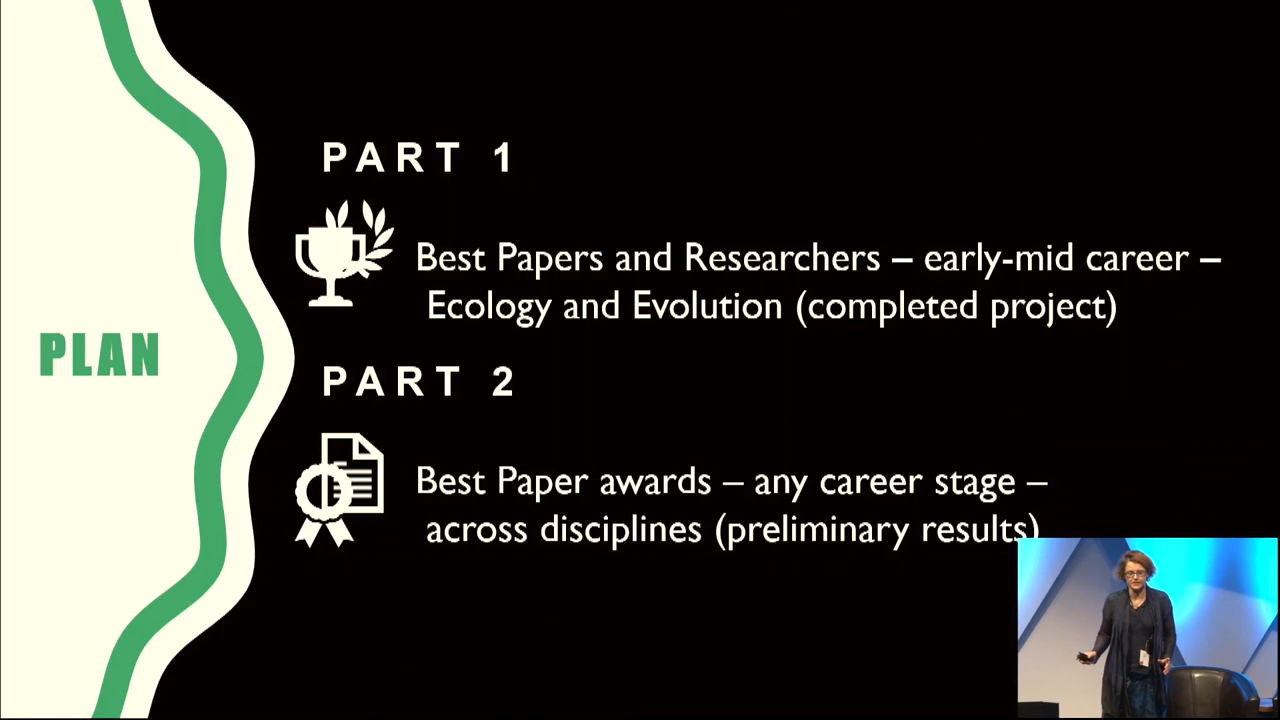 PLAN
PART 1
Best Papers and Researchers – early-mid career –
Ecology and Evolution (completed project)
PART 2
Best Paper awards – any career stage –
across disciplines (preliminary results)